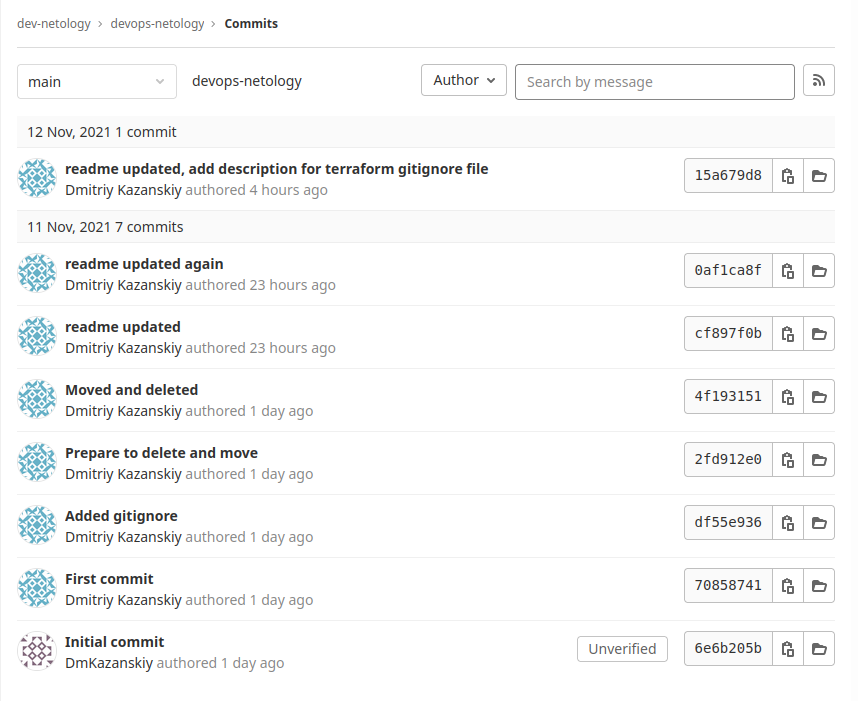 dev-netology › devops-netology › Commits
main devops-netology Author Search by message
12 Nov, 2021 1 commit
readme updated, add description for terraform gitignore file
Dmitriy Kazanskiy authored 4 hours ago 15a679d8
11 Nov, 2021 7 commits
readme updated again
Dmitriy Kazanskiy authored 23 hours ago 0af1ca8f
readme updated
Dmitriy Kazanskiy authored 23 hours ago cf897f0b
Moved and deleted
Dmitriy Kazanskiy authored 1 day ago 4f193151
Prepare to delete and move
Dmitriy Kazanskiy authored 1 day ago 2fd912e0
Added gitignore
Dmitriy Kazanskiy authored 1 day ago df55e936
First commit
Dmitriy Kazanskiy authored 1 day ago 70858741
Initial commit
DmKazanskiy authored 1 day ago Unverified 6e6b205b